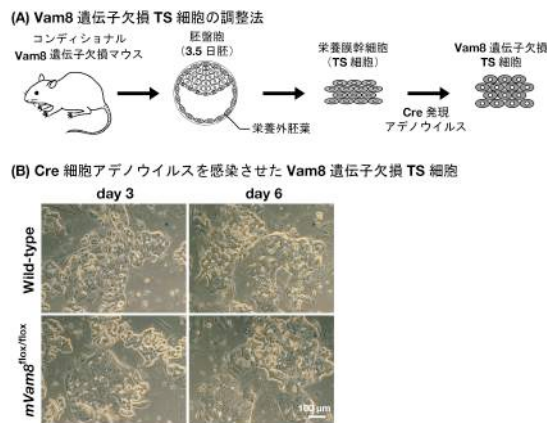 (A) Vam8 遺伝子欠損 TS 細胞の調整法
コンディショナル
Vam8 遺伝子欠損マウス
胚盤胞
(3.5 日胚)
栄養外胚葉
栄養膜幹細胞
(TS 細胞)
Cre 発現
アデノウイルス
Vam8 遺伝子欠損
TS 細胞
(B) Cre 細胞アデノウイルスを感染させた Vam8 遺伝子欠損 TS 細胞
day 3
day 6
Wild-type
mVam8flox/flox
100 μm